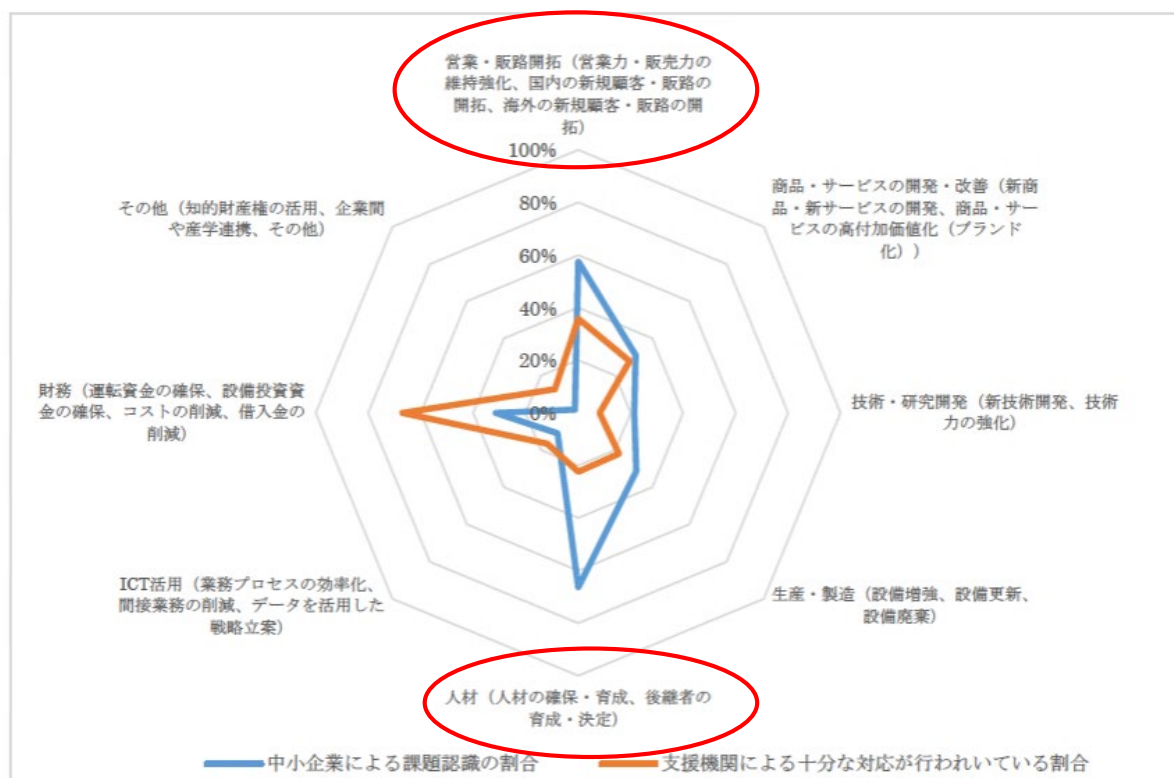 営業・販路開拓（営業力・販売力の
維持強化、国内の新規顧客・販路の
開拓、海外の新規顧客・販路の開
拓）
100%
80%
60%
40%
20%
0%
商品・サービスの開発・改善（新商
品・新サービスの開発、商品・サー
ビスの高付加価値化（ブランド
化））
技術・研究開発（新技術開発、技術
力の強化）
生産・製造（設備増強、設備更新、
設備廃棄）
人材（人材の確保・育成、後継者の
育成・決定）
ICT活用（業務プロセスの効率化、
間接業務の削減、データを活用した
戦略立案）
財務（運転資金の確保、設備投資資
金の確保、コストの削減、借入金の
削減）
その他（知的財産権の活用、企業間
や産学連携、その他）
中小企業による課題認識の割合
支援機関による十分な対応が行われいている割合